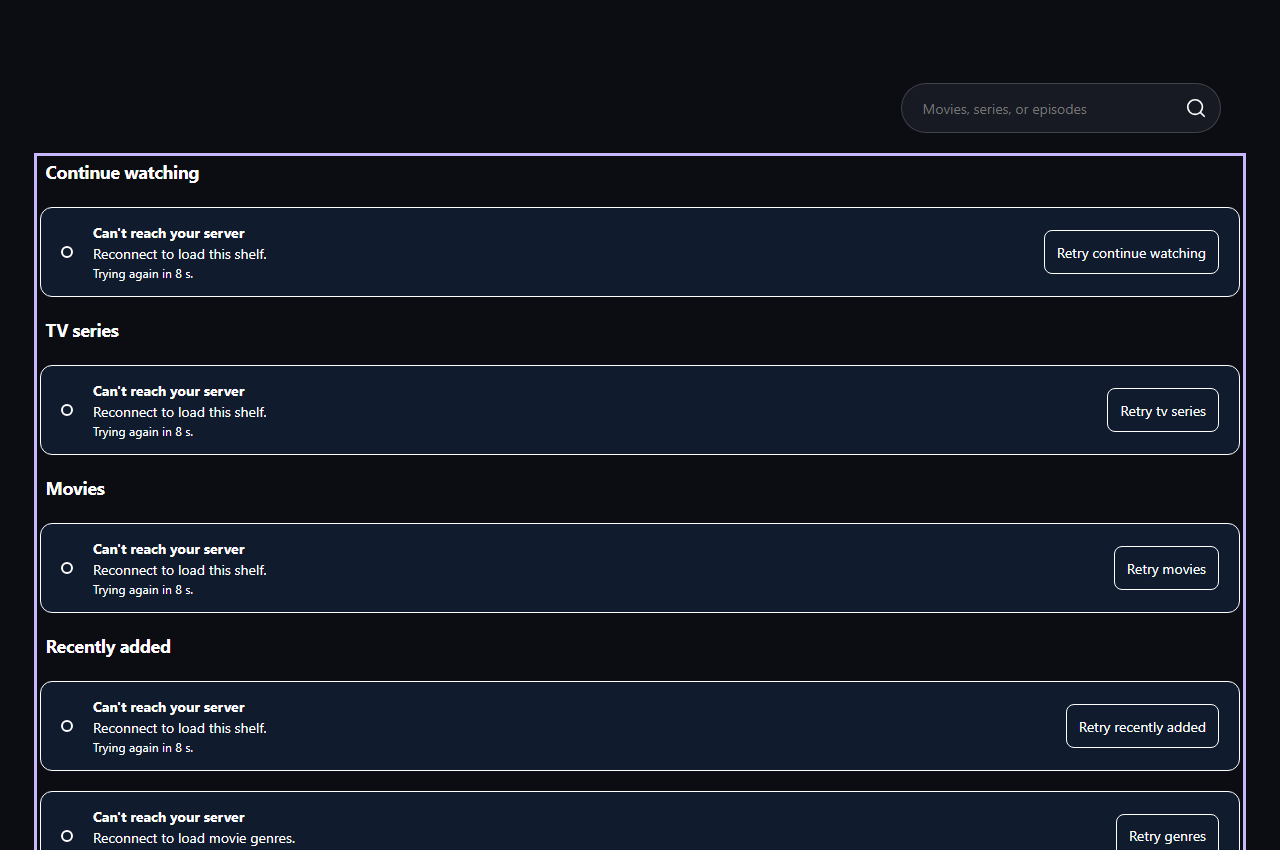 Movies, series, or episodes
Continue watching
Can't reach your server
Reconnect to load this shelf.
Trying again in 8 s.
Retry continue watching
TV series
Can't reach your server
Reconnect to load this shelf.
Trying again in 8 s.
Retry tv series
Movies
Can't reach your server
Reconnect to load this shelf.
Trying again in 8 s.
Retry movies
Recently added
Can't reach your server
Reconnect to load this shelf.
Trying again in 8 s.
Retry recently added
Can't reach your server
Reconnect to load movie genres.
Retry genres